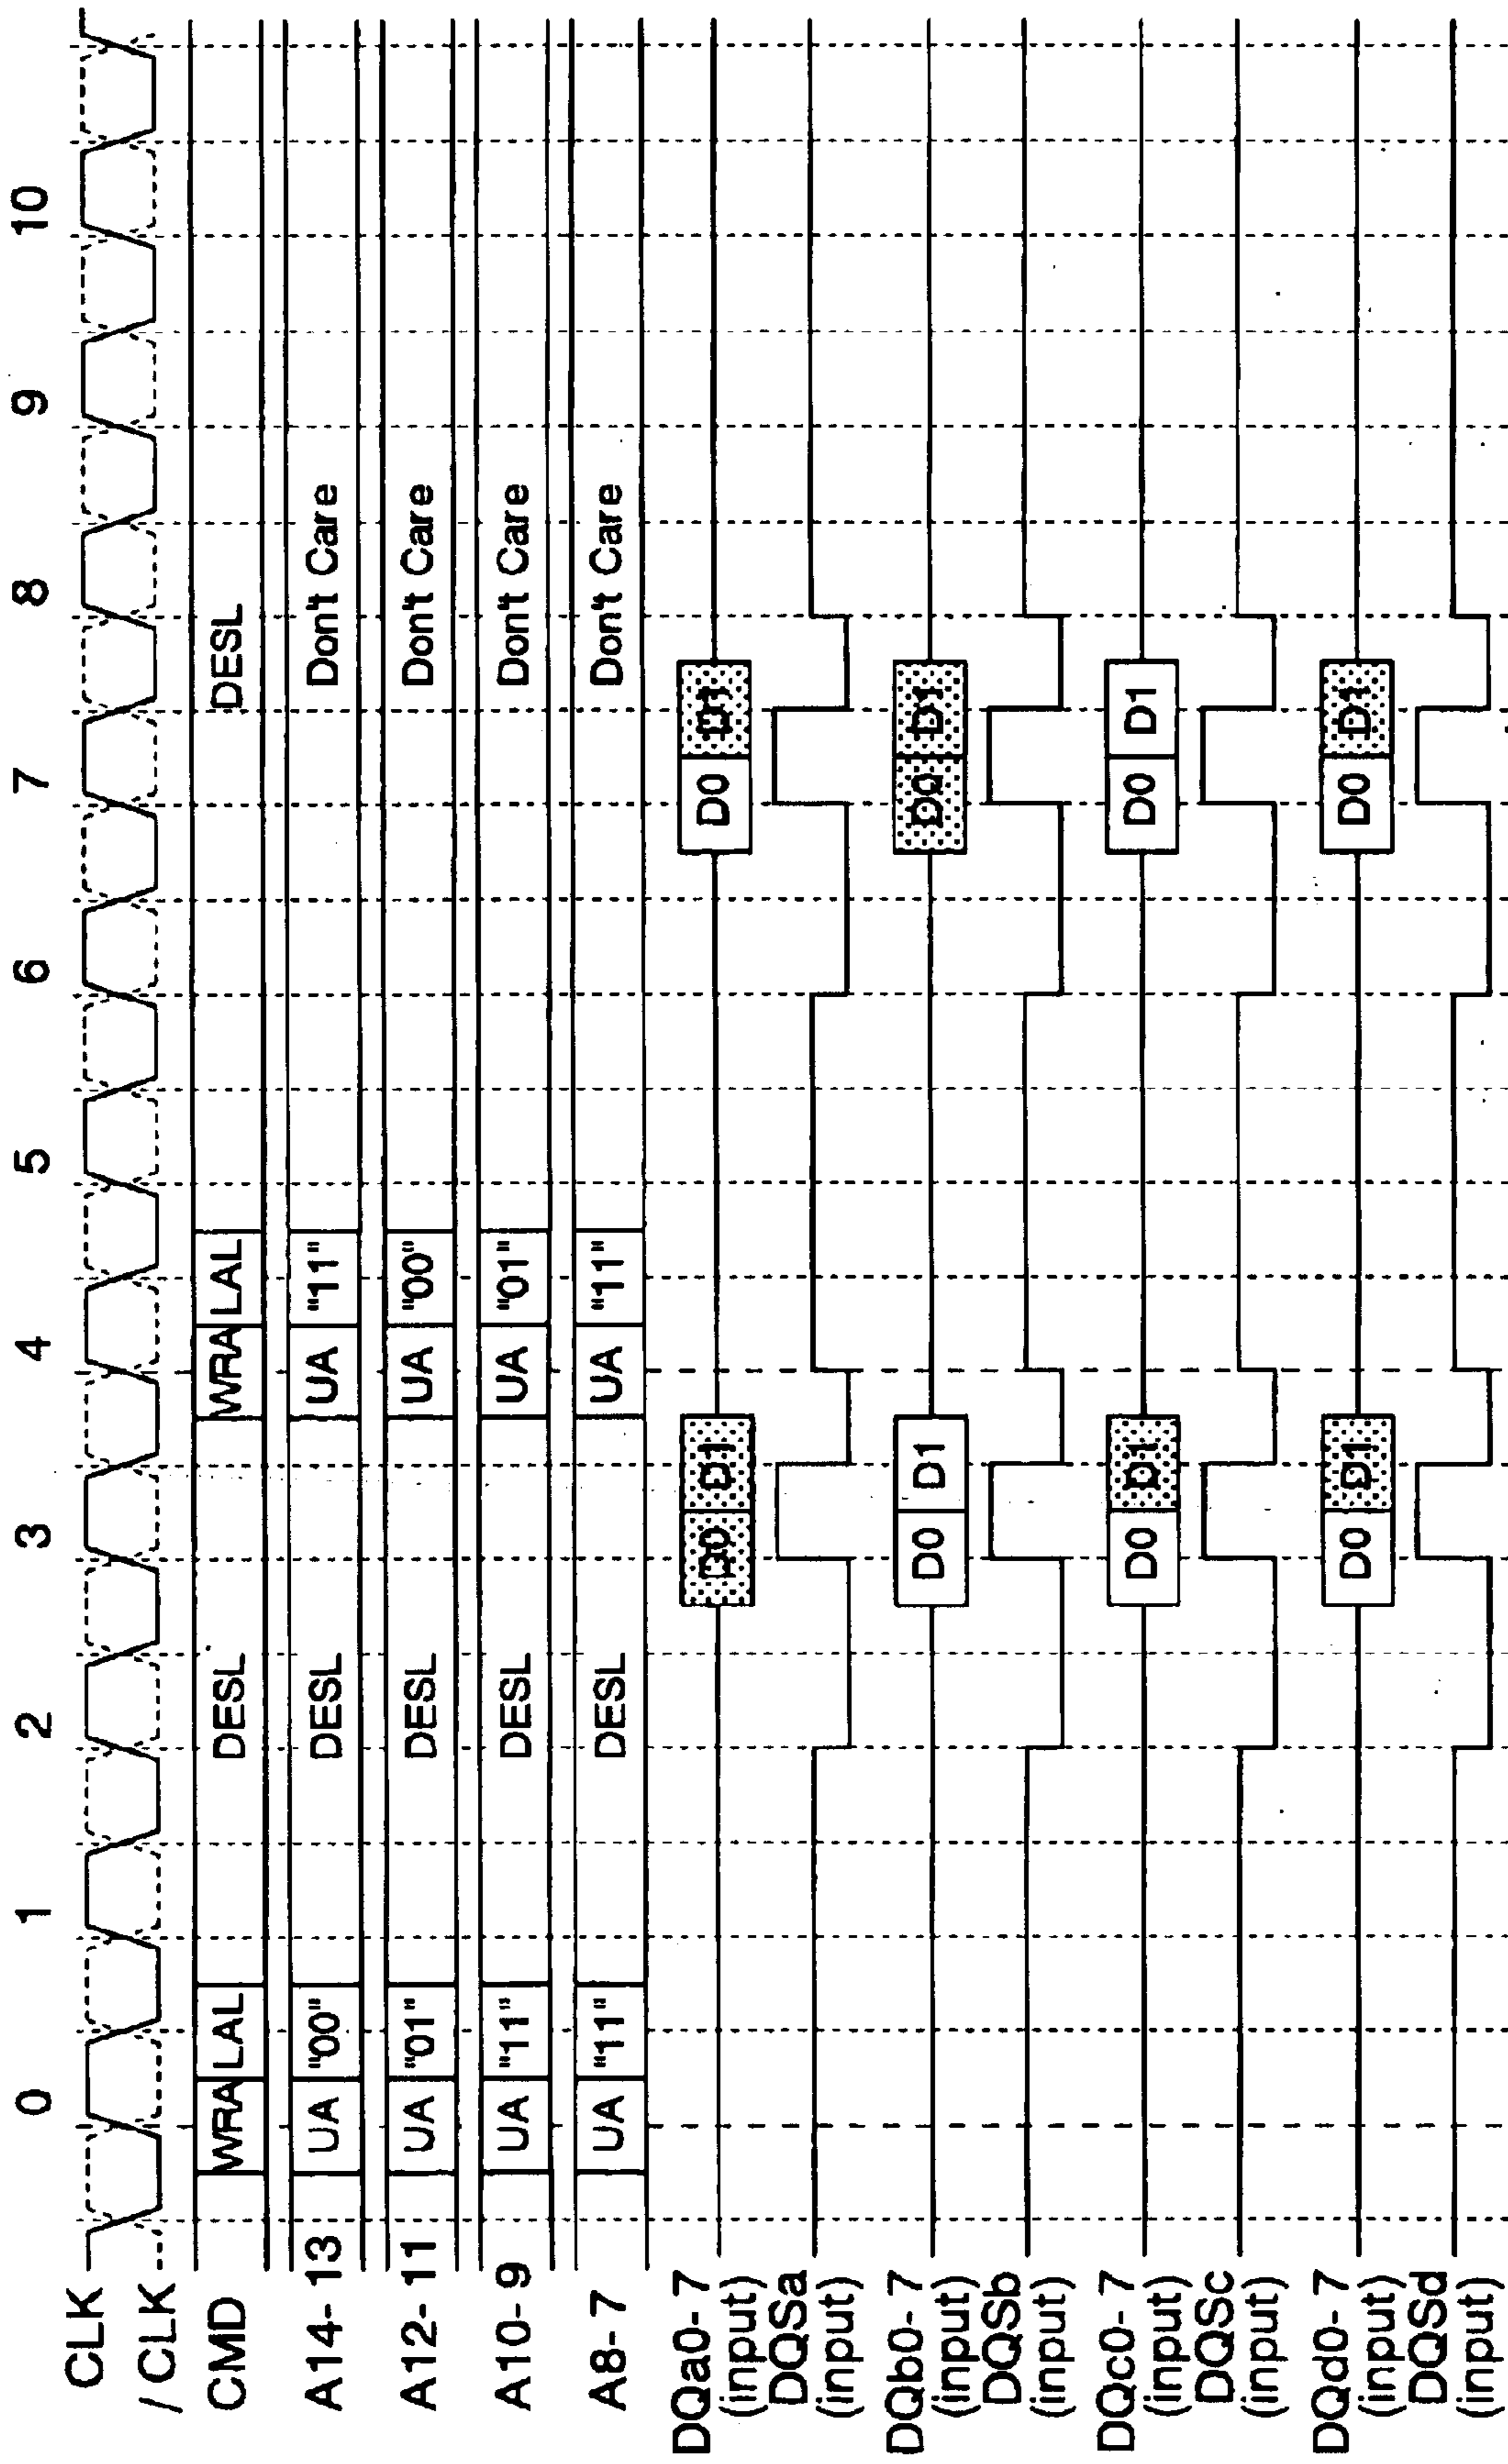 0 1 2 3 4 5 6 7 8 9 10
CLK
/ CLK
CMD WRA LAL DESL WRA LAL DESL
A14- 13 UA "00" DESL UA "11" Don't Care
A12- 11 UA "01" DESL UA "00" Don't Care
A10- 9 UA "11" DESL UA "01" Don't Care
A8- 7 UA "11" DESL UA "11" Don't Care
DQa0- 7 D0 D1 D0 D1
(input)
DQSa
(input)
DQb0- 7 D0 D1 D0 D1
(input)
DQSb
(input)
DQc0- 7 D0 D1 D0 D1
(input)
DQSc
(input)
DQd0- 7 D0 D1 D0 D1
(input)
DQSd
(input)